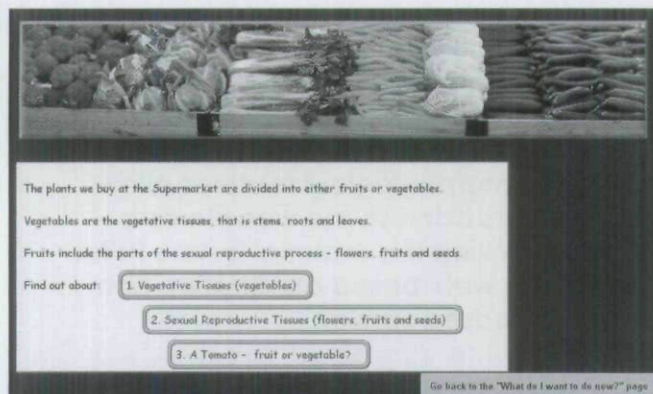 The plants we buy at the Supermarket are divided into either fruits or vegetables.
Vegetables are the vegetative tissues, that is stems, roots and leaves.
Fruits include the parts of the sexual reproductive process - flowers, fruits and seeds.
Find out about: 1. Vegetative Tissues (vegetables)
2. Sexual Reproductive Tissues (flowers, fruits and seeds)
3. A Tomato - fruit or vegetable?
Go back to the "What do I want to do now?" page